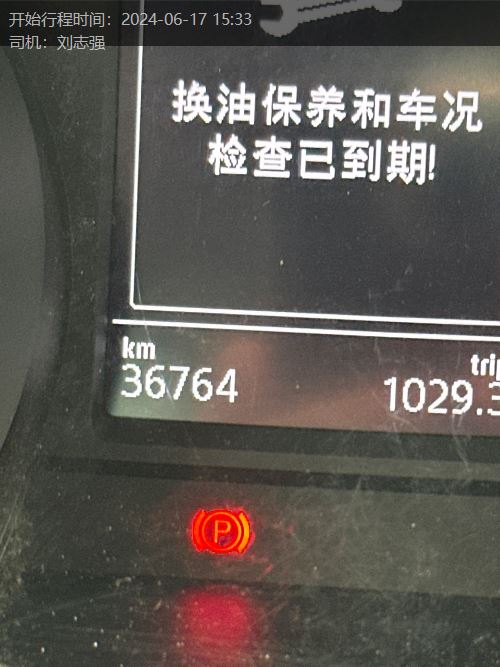 开始行程时间：2024-06-17 15:33
司机：刘志强
换油保养和车况
检查已到期!
km
36764
trip
1029.3
P